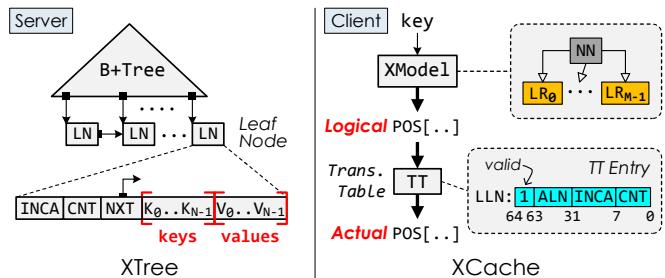 Server
B+Tree
....
LN
LN
...
LN
Leaf
Node
INCA CNT NXT K0..KN-1 V0..VN-1
keys values
XTree
Client
key
XModel
NN
LR0 ... LRM-1
Logical POS[..]
Trans.
Table
TT
valid
TT Entry
LLN: 1 ALN INCA CNT
64 63 31 7 0
Actual POS[..]
XCache